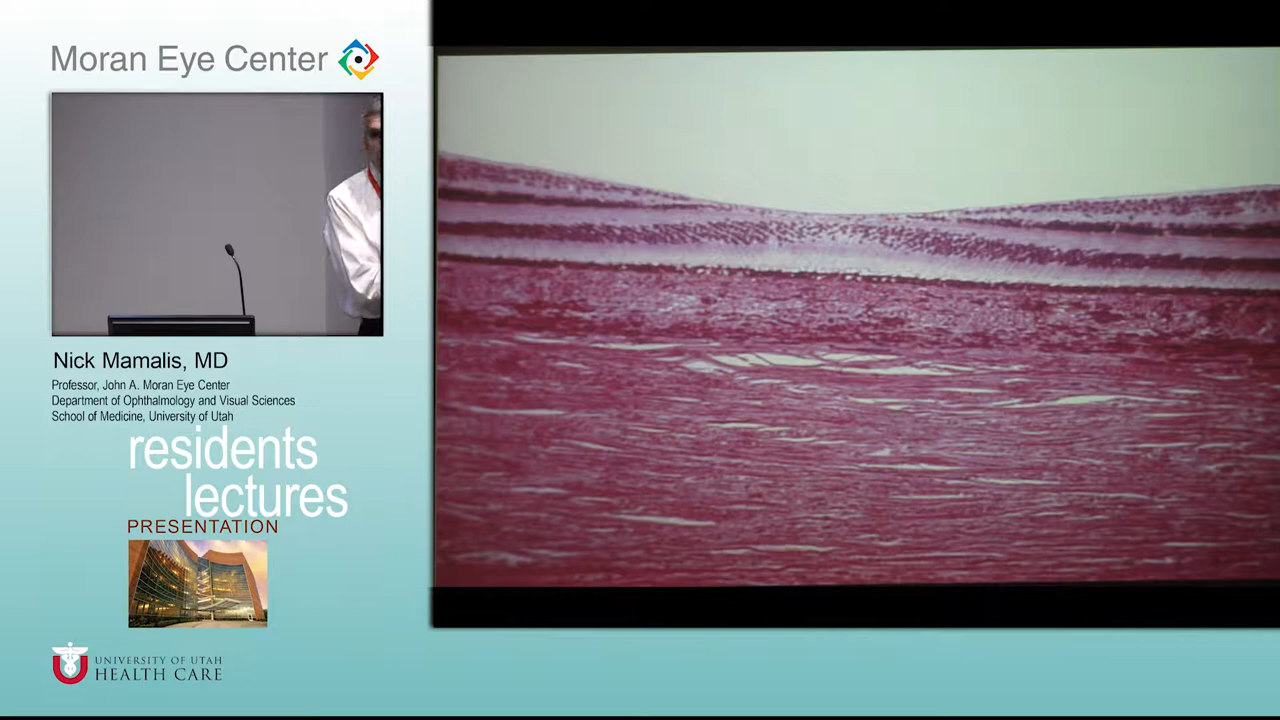 Moran Eye Center
Nick Mamalis, MD
Professor, John A. Moran Eye Center
Department of Ophthalmology and Visual Sciences
School of Medicine, University of Utah
residents
lectures
PRESENTATION
UNIVERSITY OF UTAH
HEALTH CARE